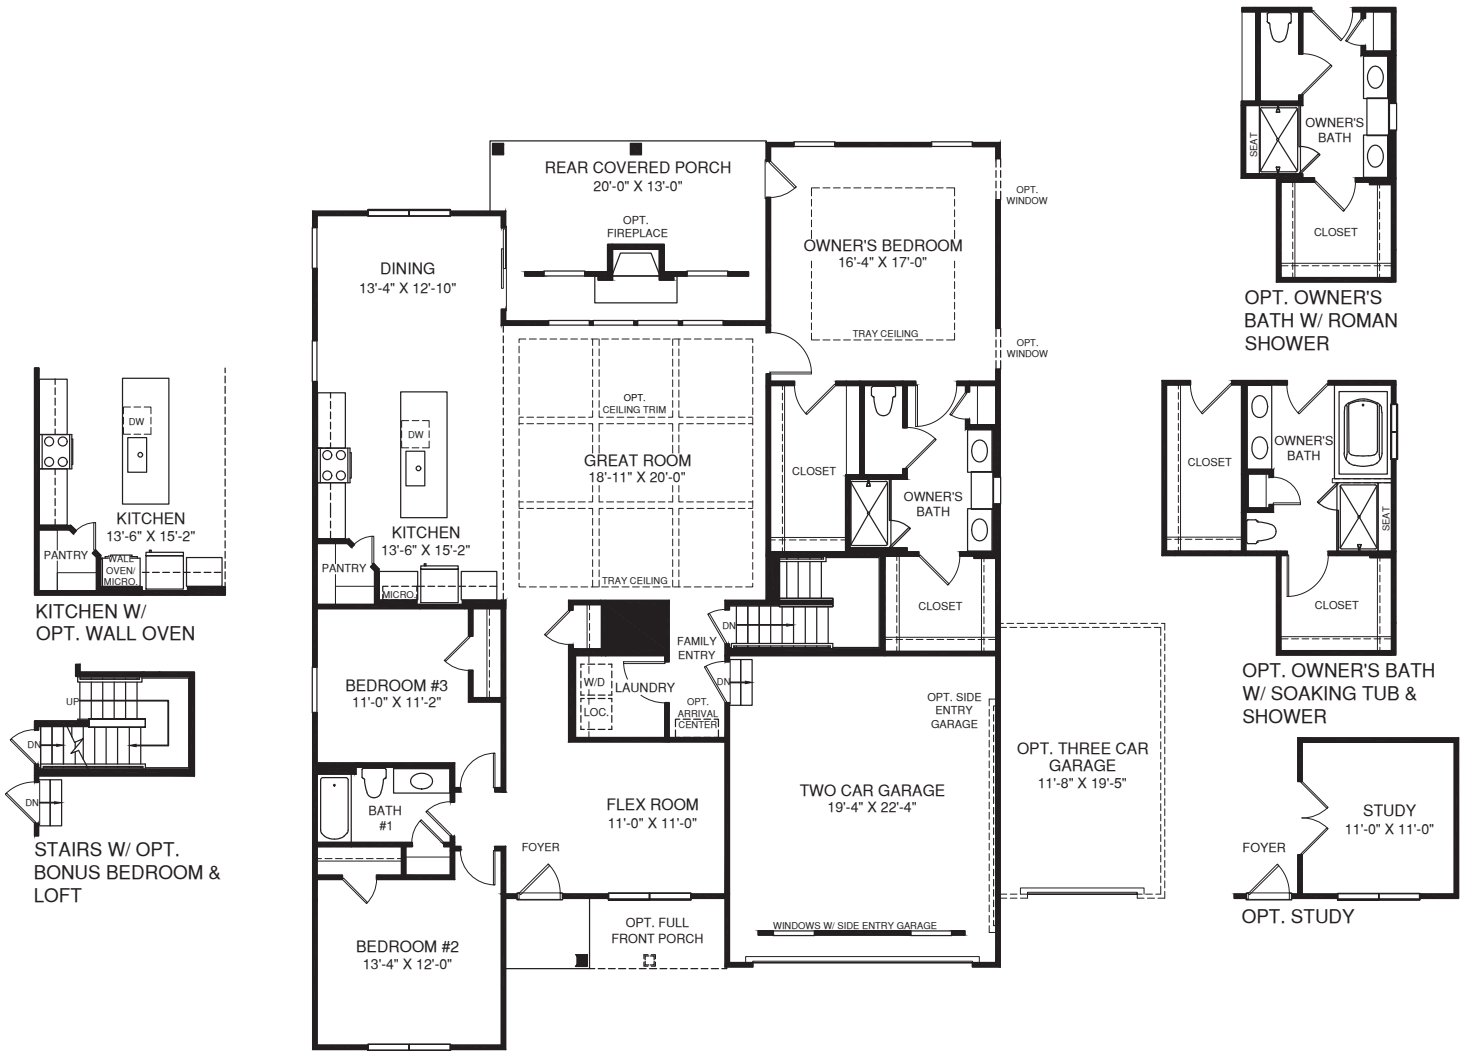 REAR COVERED PORCH
20'-0" X 13'-0"
OPT.
FIREPLACE
OWNER'S BEDROOM
16'-4" X 17'-0"
TRAY CEILING
OPT.
WINDOW
OPT.
WINDOW
DINING
13'-4" X 12'-10"
OPT.
CEILING TRIM
GREAT ROOM
18'-11" X 20'-0"
TRAY CEILING
DW
KITCHEN
13'-6" X 15'-2"
PANTRY
MICRO.
CLOSET
OWNER'S
BATH
CLOSET
DN
FAMILY
ENTRY
DN
W/D
LOC.
LAUNDRY
OPT.
ARRIVAL
CENTER
BEDROOM #3
11'-0" X 11'-2"
BATH
#1
FLEX ROOM
11'-0" X 11'-0"
FOYER
OPT. SIDE
ENTRY
GARAGE
TWO CAR GARAGE
19'-4" X 22'-4"
OPT. THREE CAR
GARAGE
11'-8" X 19'-5"
WINDOWS W/ SIDE ENTRY GARAGE
OPT. FULL
FRONT PORCH
BEDROOM #2
13'-4" X 12'-0"
DW
KITCHEN
13'-6" X 15'-2"
PANTRY
WALL
OVEN/
MICRO.
KITCHEN W/
OPT. WALL OVEN
UP
DN
DN
STAIRS W/ OPT.
BONUS BEDROOM &
LOFT
OWNER'S
BATH
SEAT
CLOSET
OPT. OWNER'S
BATH W/ ROMAN
SHOWER
CLOSET
OWNER'S
BATH
SEAT
CLOSET
OPT. OWNER'S BATH
W/ SOAKING TUB &
SHOWER
STUDY
11'-0" X 11'-0"
FOYER
OPT. STUDY